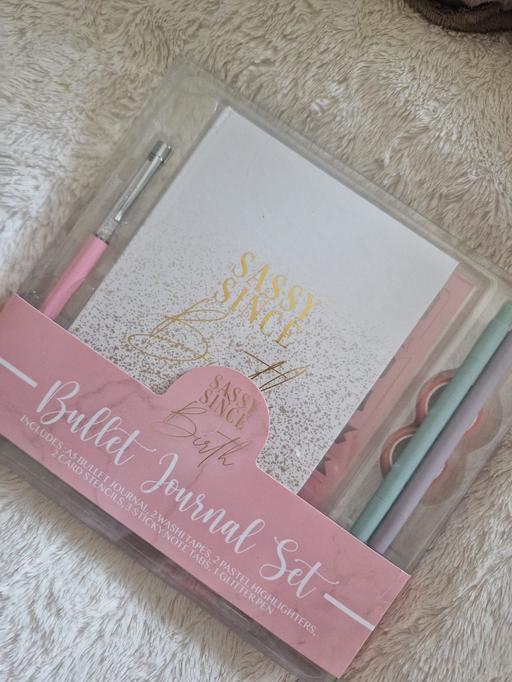 SASSY
SINCE
Birth
SASSY
SINCE
Birth
Bullet Journal Set
INCLUDES: A5 BULLET JOURNAL, 2 WASHI TAPES, 2 PASTEL HIGHLIGHTERS,
2 CARD STENCILS, 3 STICKY NOTE TABS, 1 GLITTER PEN